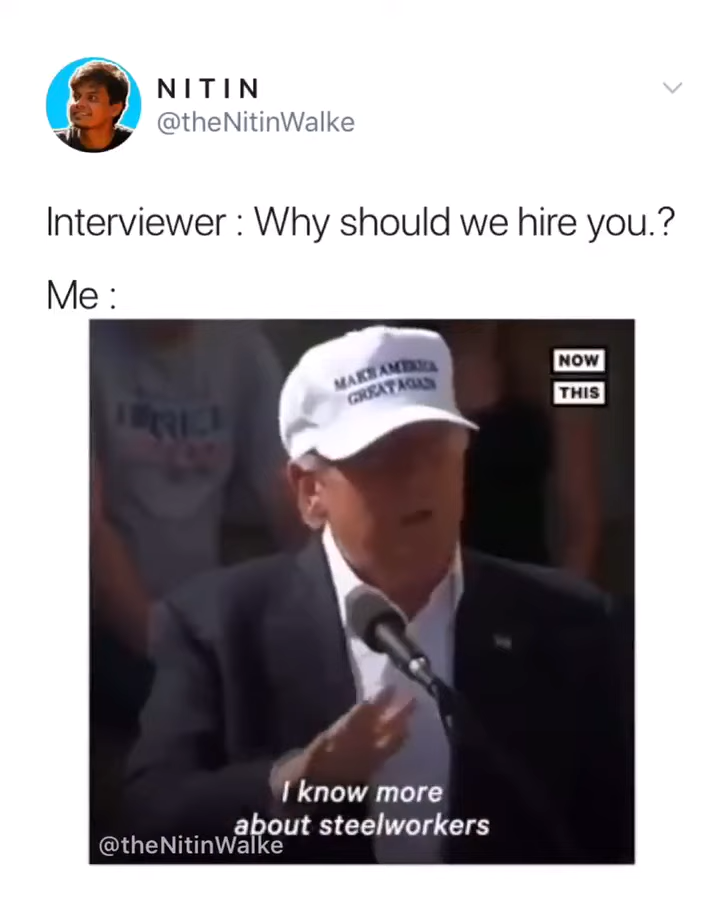 NITIN
@theNitinWalke
Interviewer : Why should we hire you.?
Me :
MAKE AMERICA
GREAT AGAIN
NOW
THIS
I know more
about steelworkers
@theNitinWalke